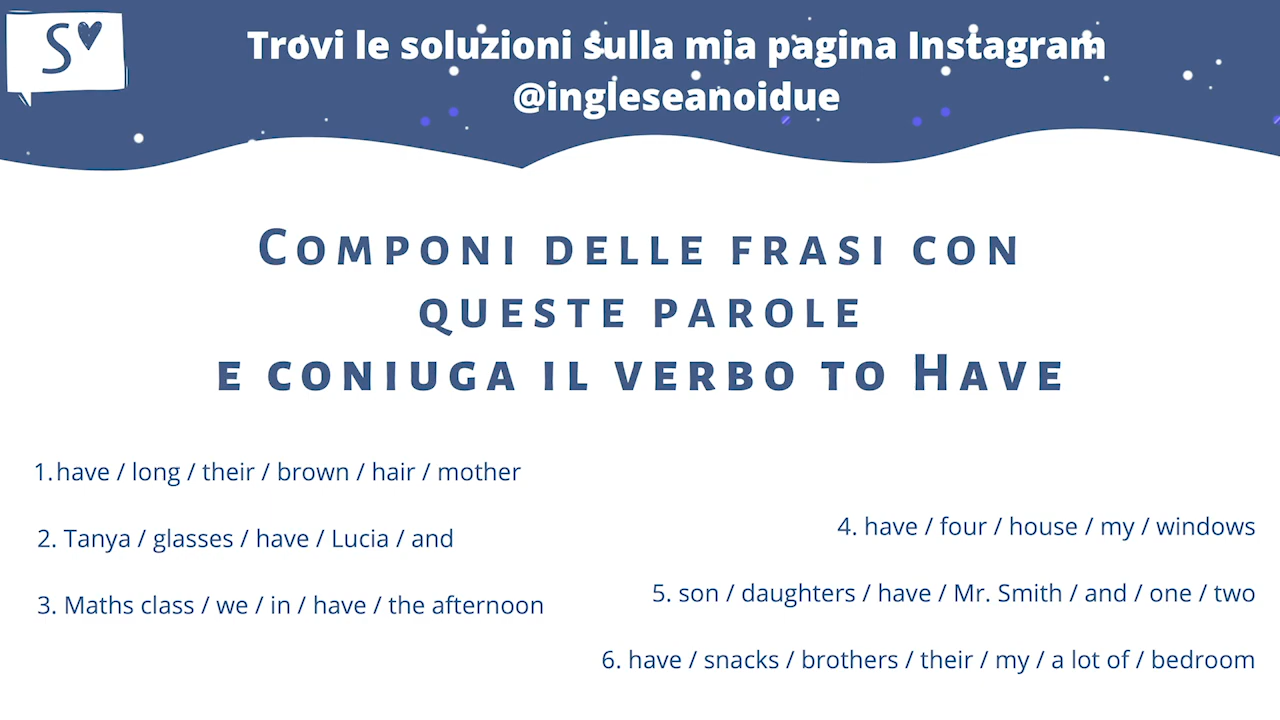 S
Trovi le soluzioni sulla mia pagina Instagram
@ingleseanoidue
Componi delle frasi con
queste parole
e coniuga il verbo to Have
1. have / long / their / brown / hair / mother
2. Tanya / glasses / have / Lucia / and
3. Maths class / we / in / have / the afternoon
4. have / four / house / my / windows
5. son / daughters / have / Mr. Smith / and / one / two
6. have / snacks / brothers / their / my / a lot of / bedroom